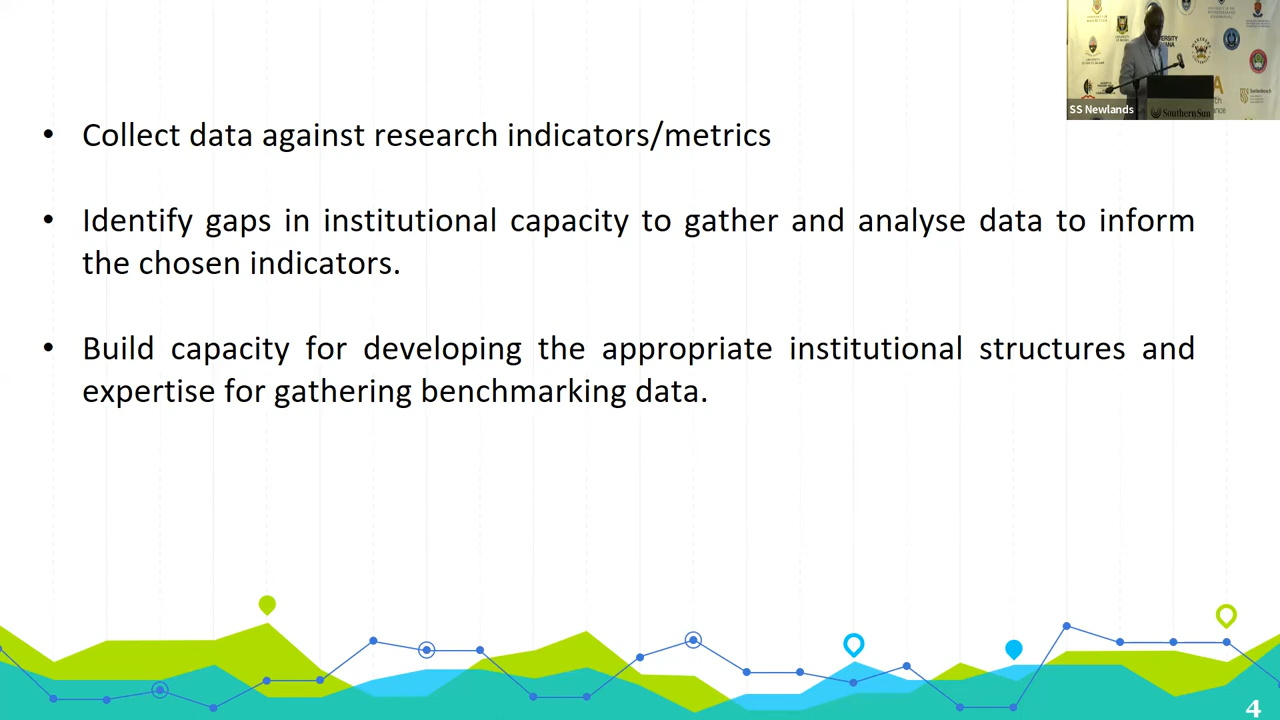 SS Newlands
Southern Sun
• Collect data against research indicators/metrics
• Identify gaps in institutional capacity to gather and analyse data to inform
the chosen indicators.
• Build capacity for developing the appropriate institutional structures and
expertise for gathering benchmarking data.
4